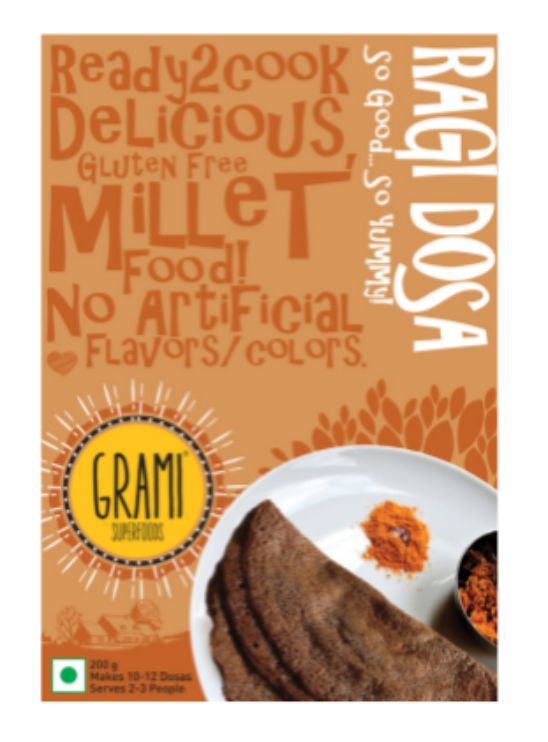 Ready2cook
Delicious,
Gluten Free
Millet
Food!
No Artificial
Flavors/colors.
RAGI DOSA
So Good... So Yummy!
GRAMI®
SUPERFOODS
200 g
Makes 10-12 Dosas
Serves 2-3 People